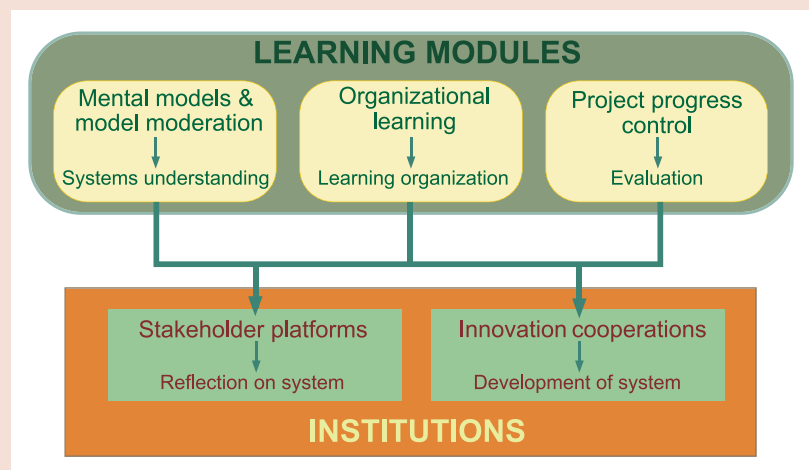 LEARNING MODULES
Mental models &
model moderation
Systems understanding
Organizational
learning
Learning organization
Project progress
control
Evaluation
Stakeholder platforms
Reflection on system
Innovation cooperations
Development of system
INSTITUTIONS